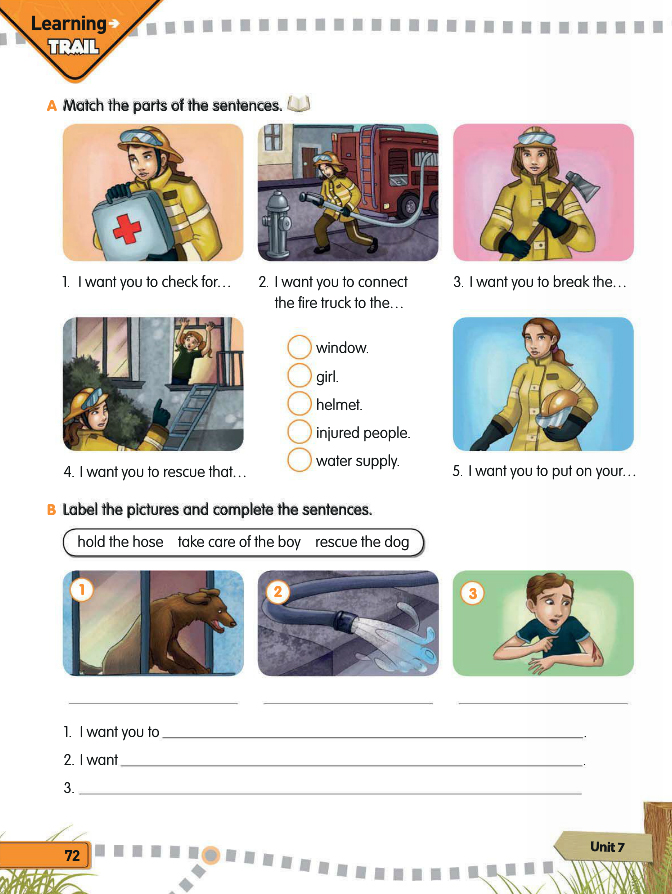 Learning
TRAIL
A Match the parts of the sentences.
1. I want you to check for...
2. I want you to connect
the fire truck to the...
3. I want you to break the...
window.
girl.
helmet.
injured people.
water supply.
4. I want you to rescue that...
5. I want you to put on your...
B Label the pictures and complete the sentences.
hold the hose take care of the boy rescue the dog
1
2
3
1. I want you to .
2. I want .
3.
72
Unit 7